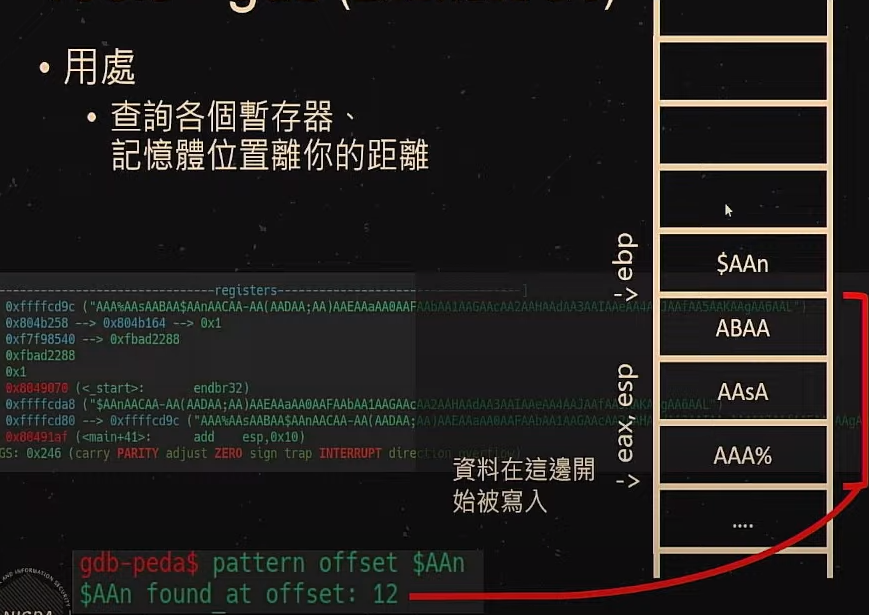 • 用處
• 查詢各個暫存器、
記憶體位置離你的距離
registers
0xffffcd9c ("AAA%AAsAABAA$AAnAACAA-AA(AADAA;AA)AAEAAaAA0AAFAAbAA1AAGAAcAA2AAHAAdAA3AAIAAeAA4AAJAAfAA5AAKAAgAA6AAL")
0x804b258 --> 0x804b164 --> 0x1
0xf7f98540 --> 0xfbad2288
0xfbad2288
0x1
0x8049070 (<_start>: endbr32)
0xffffcda8 ("$AAnAACAA-AA(AADAA;AA)AAEAAaAA0AAFAAbAA1AAGAAcAA2AAHAAdAA3AAIAAeAA4AAJAAfAA5AAKAAgAA6AAL")
0xffffcd80 --> 0xffffcd9c ("AAA%AAsAABAA$AAnAACAA-AA(AADAA;AA)AAEAAaAA0AAFAAbAA1AAGAAc
0x80491af (<main+41>: add esp,0x10)
GS: 0x246 (carry PARITY adjust ZERO sign trap INTERRUPT direction overflow)
-> ebp
$AAn
ABAA
AAsA
-> eax, esp
AAA%
....
資料在這邊開
始被寫入
gdb-peda$ pattern offset $AAn
$AAn found at offset: 12